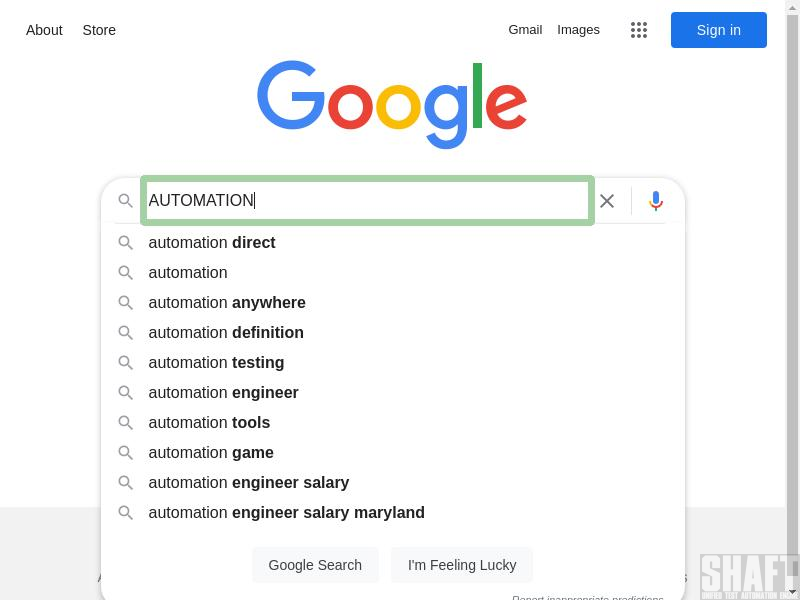 About Store Gmail Images Sign in
Google
AUTOMATION
automation direct
automation
automation anywhere
automation definition
automation testing
automation engineer
automation tools
automation game
automation engineer salary
automation engineer salary maryland
Google Search I'm Feeling Lucky
Report inappropriate predictions
SHAFT